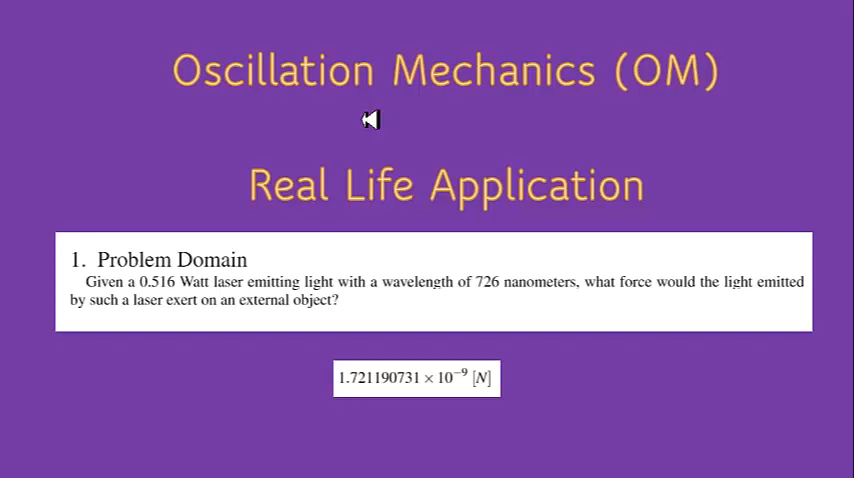 Oscillation Mechanics (OM)
Real Life Application
1. Problem Domain
Given a 0.516 Watt laser emitting light with a wavelength of 726 nanometers, what force would the light emitted
by such a laser exert on an external object?
1.721190731 × 10⁻⁹ [N]